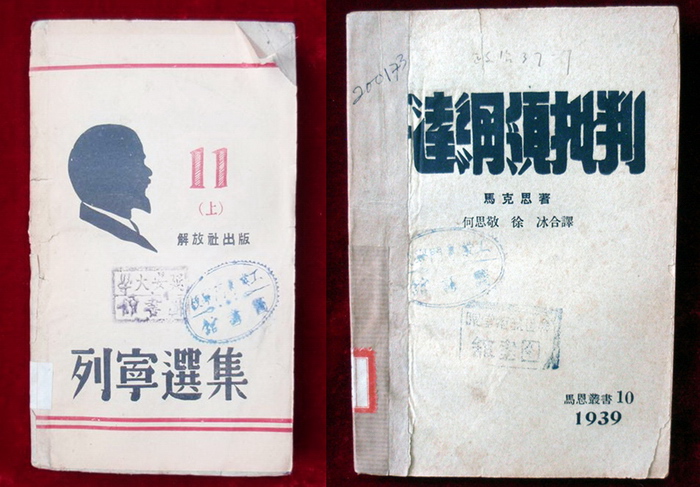 11
（上）
解放社出版
列寧選集
200173
達綱領批判
馬克思著
何思敬 徐 冰合譯
馬恩叢書 10
1939